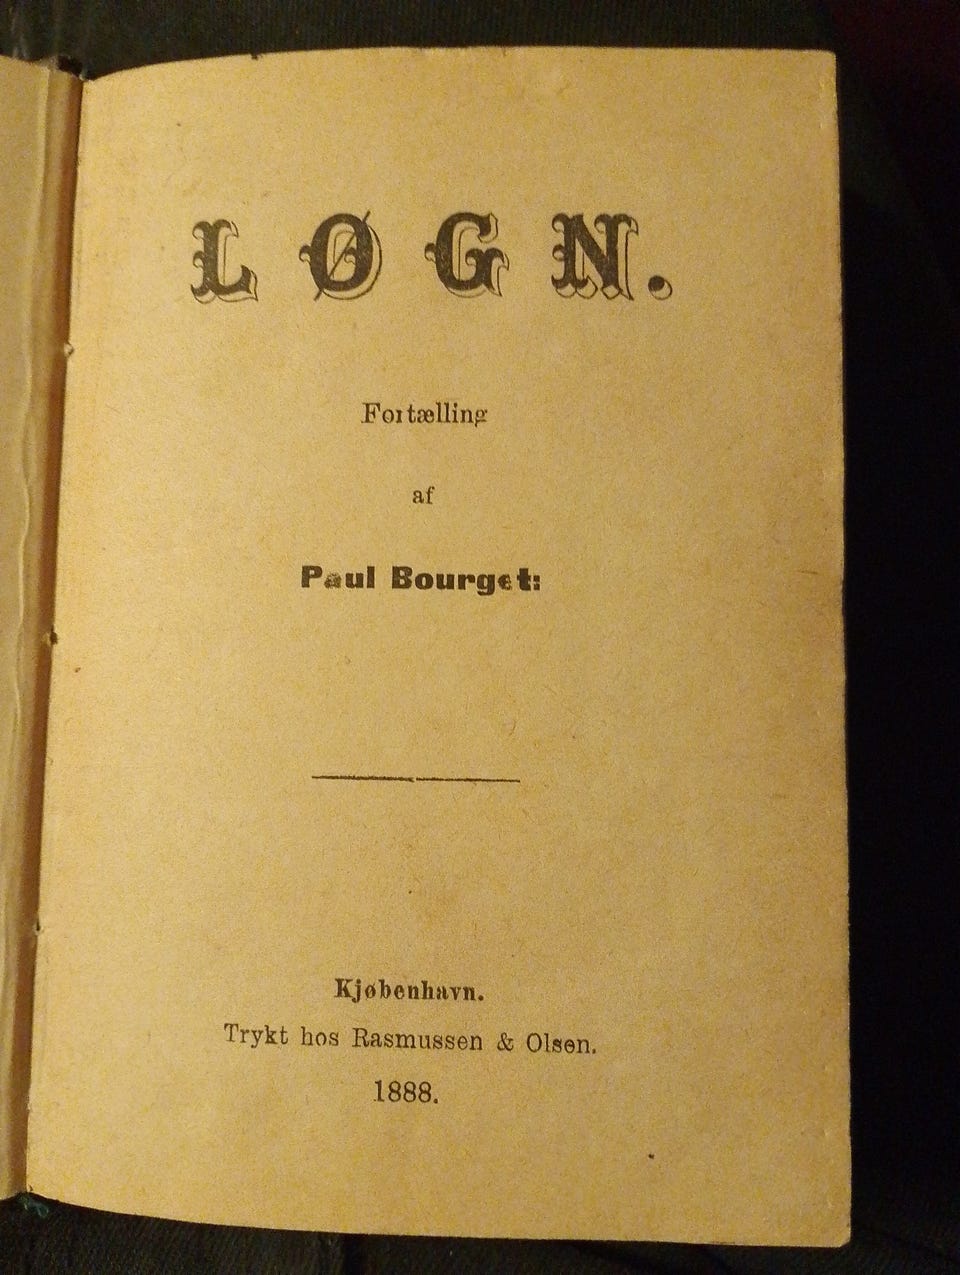 LØGN.
Fortælling
af
Paul Bourget:
Kjøbenhavn.
Trykt hos Rasmussen & Olsen.
1888.